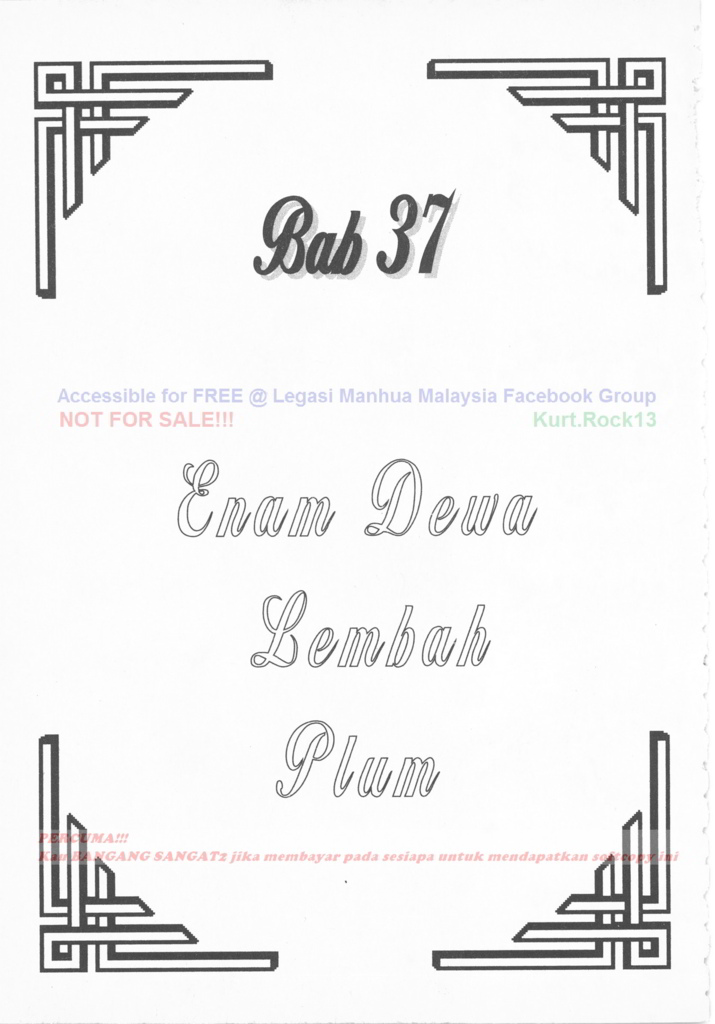 Bab 37
Accessible for FREE @ Legasi Manhua Malaysia Facebook Group
NOT FOR SALE!!! Kurt.Rock13
Enam Dewa
Lembah
Plum
PERCUMA!!!
Kau BANGANG SANGAT2 jika membayar pada sesiapa untuk mendapatkan softcopy ini